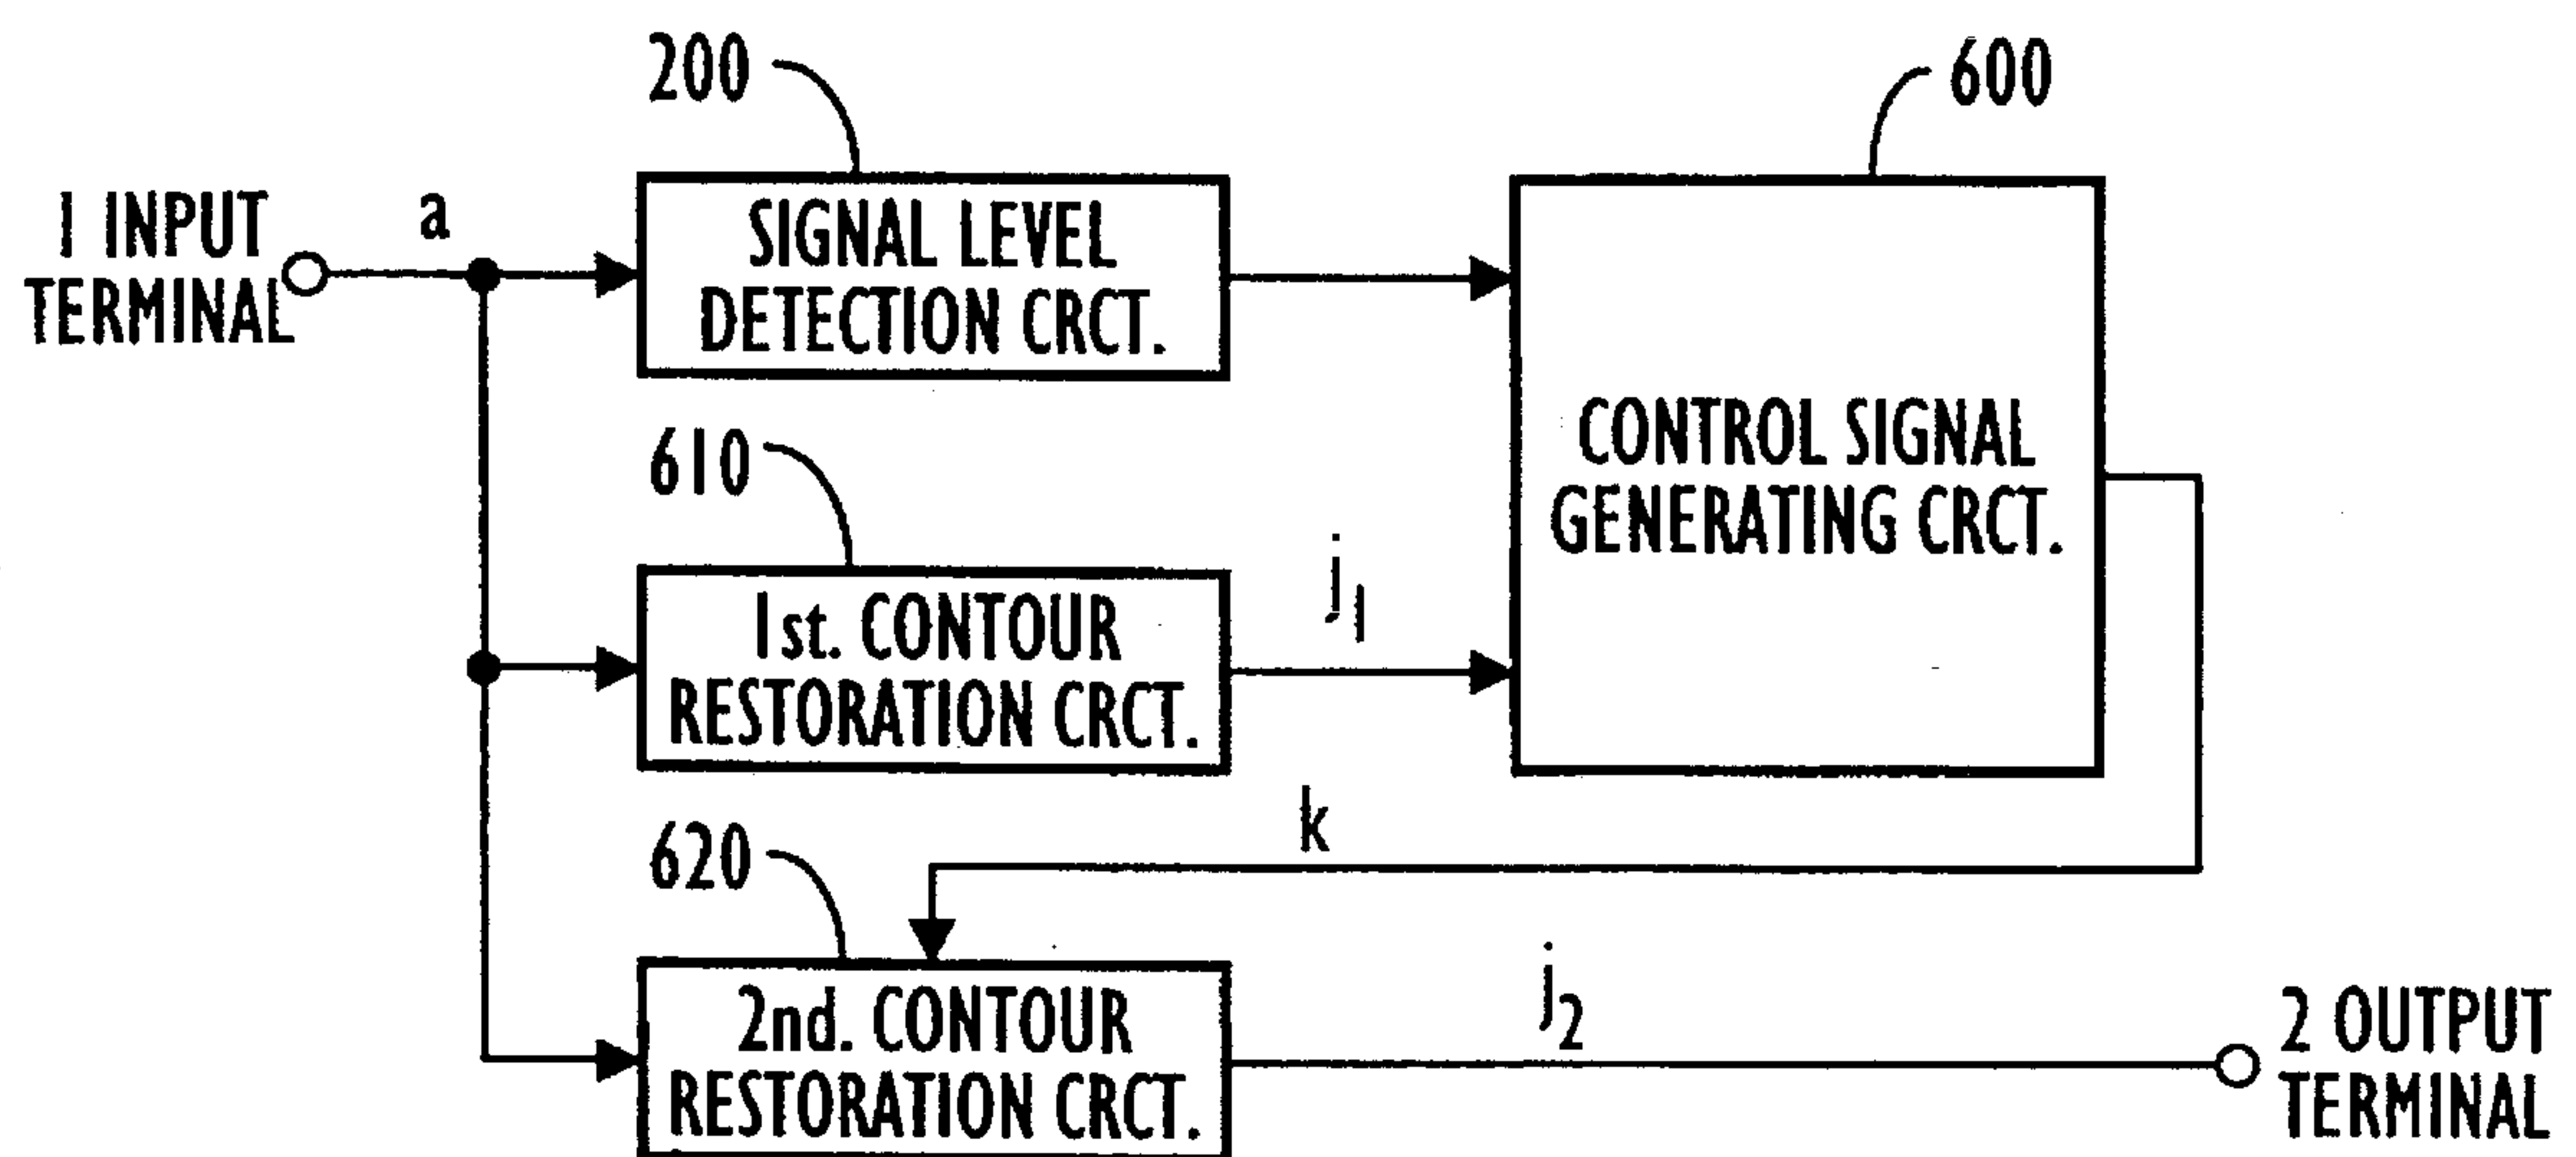 200
600
1 INPUT
TERMINAL
a
SIGNAL LEVEL
DETECTION CRCT.
CONTROL SIGNAL
GENERATING CRCT.
610
1st. CONTOUR
RESTORATION CRCT.
j1
k
620
2nd. CONTOUR
RESTORATION CRCT.
j2
2 OUTPUT
TERMINAL